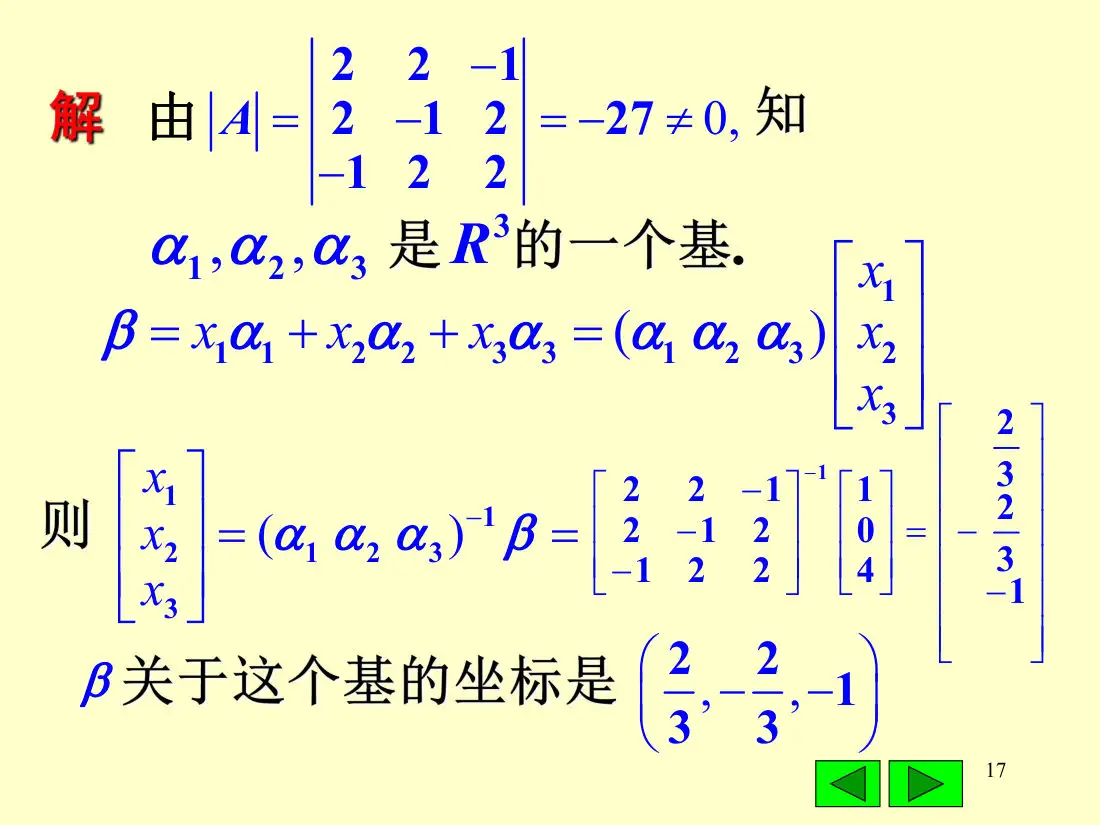 解 由 |A| = | 2 2 −1 | = −27 ≠ 0, 知
| 2 −1 2 |
| −1 2 2 |
α₁, α₂, α₃ 是 R³ 的一个基.
β = x₁α₁ + x₂α₂ + x₃α₃ = (α₁ α₂ α₃) [x₁ x₂ x₃]
则 [x₁ x₂ x₃] = (α₁ α₂ α₃)⁻¹ β = [2 2 −1; 2 −1 2; −1 2 2]⁻¹ [1 0 4] = [2/3 −2/3 −1]
β 关于这个基的坐标是 (2/3, −2/3, −1)
17